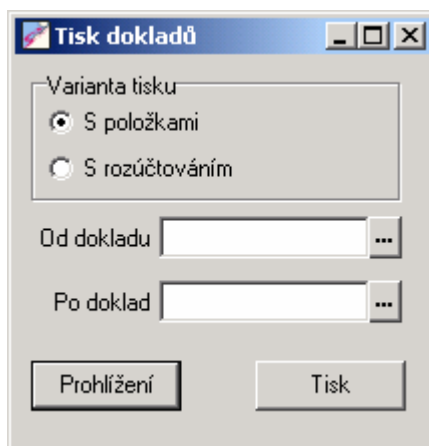 Tisk dokladů
Varianta tisku
S položkami
S rozúčtováním
Od dokladu ...
Po doklad ...
Prohlížení Tisk